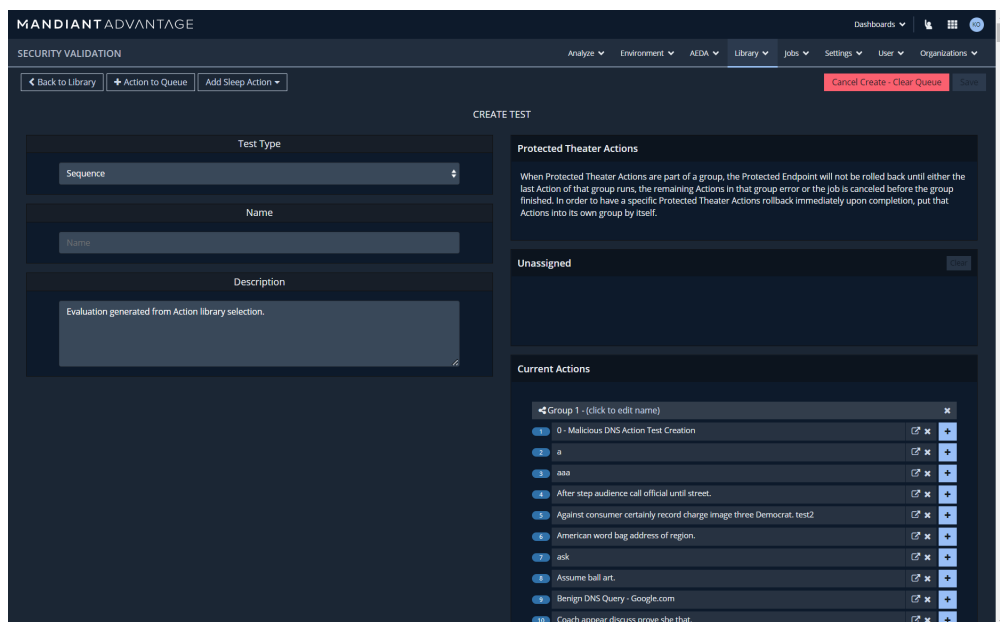 MANDIANT ADVANTAGE
Dashboards
KO
SECURITY VALIDATION
Analyze
Environment
AEDA
Library
Jobs
Settings
User
Organizations
Back to Library
+ Action to Queue
Add Sleep Action
Cancel Create - Clear Queue
Save
CREATE TEST
Test Type
Sequence
Name
Name
Description
Evaluation generated from Action library selection.
Protected Theater Actions
When Protected Theater Actions are part of a group, the Protected Endpoint will not be rolled back until either the
last Action of that group runs, the remaining Actions in that group error or the job is canceled before the group
finished. In order to have a specific Protected Theater Actions rollback immediately upon completion, put that
Actions into its own group by itself.
Unassigned
Clear
Current Actions
Group 1 - (click to edit name)
1 0 - Malicious DNS Action Test Creation
2 a
3 aaa
4 After step audience call official until street.
5 Against consumer certainly record charge image three Democrat. test2
6 American word bag address of region.
7 ask
8 Assume ball art.
9 Benign DNS Query - Google.com
10 Coach appear discuss prove she that.